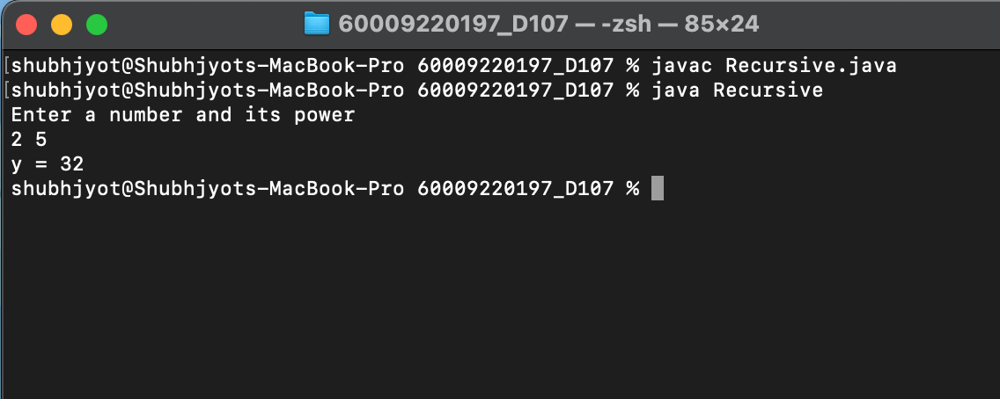 60009220197_D107 — -zsh — 85×24
[shubhjyot@Shubhjyots-MacBook-Pro 60009220197_D107 % javac Recursive.java
[shubhjyot@Shubhjyots-MacBook-Pro 60009220197_D107 % java Recursive
Enter a number and its power
2 5
y = 32
shubhjyot@Shubhjyots-MacBook-Pro 60009220197_D107 %